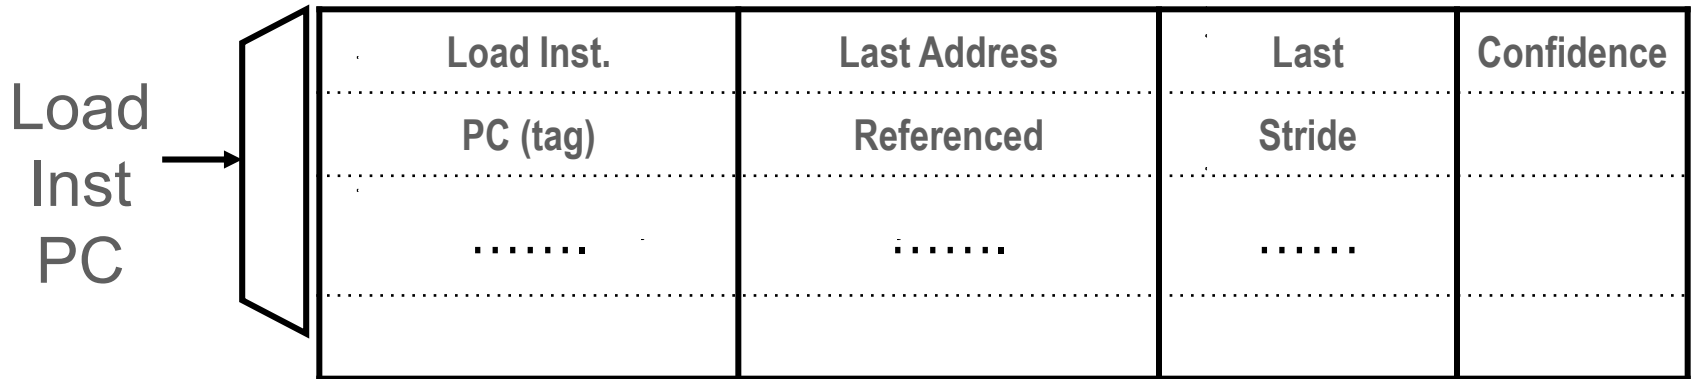 Load
Inst
PC
Load Inst. Last Address Last Confidence
PC (tag) Referenced Stride
....... ....... ......